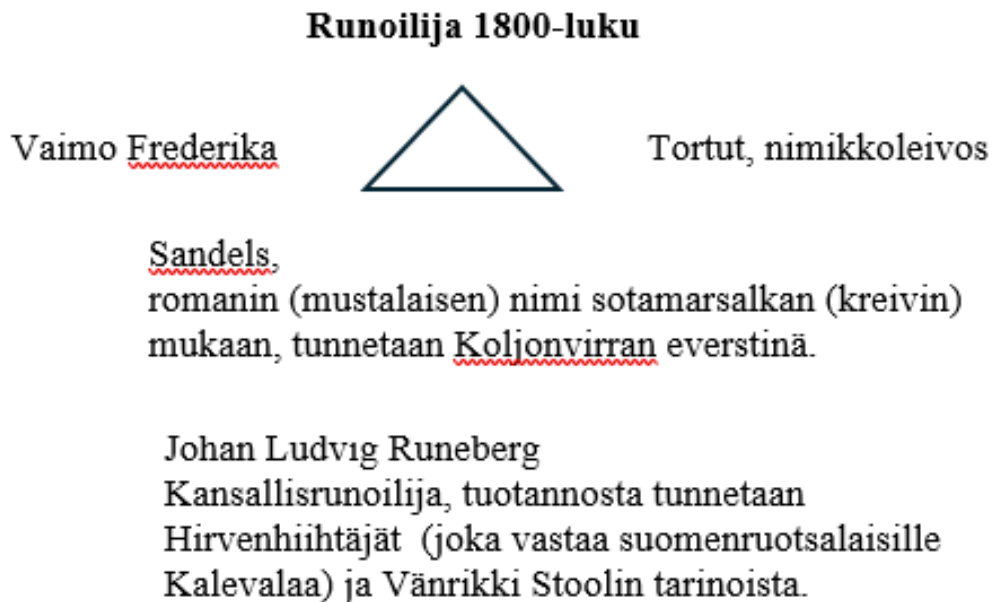 Runoilija 1800-luku
Vaimo Frederika
Tortut, nimikkoleivos
Sandels,
romanin (mustalaisen) nimi sotamarsalkan (kreivin)
mukaan, tunnetaan Koljonvirran everstinä.
Johan Ludvıg Runeberg
Kansallisrunoilija, tuotannosta tunnetaan
Hirvenhiihtäjät (joka vastaa suomenruotsalaisille
Kalevalaa) ja Vänrikki Stoolin tarinoista.